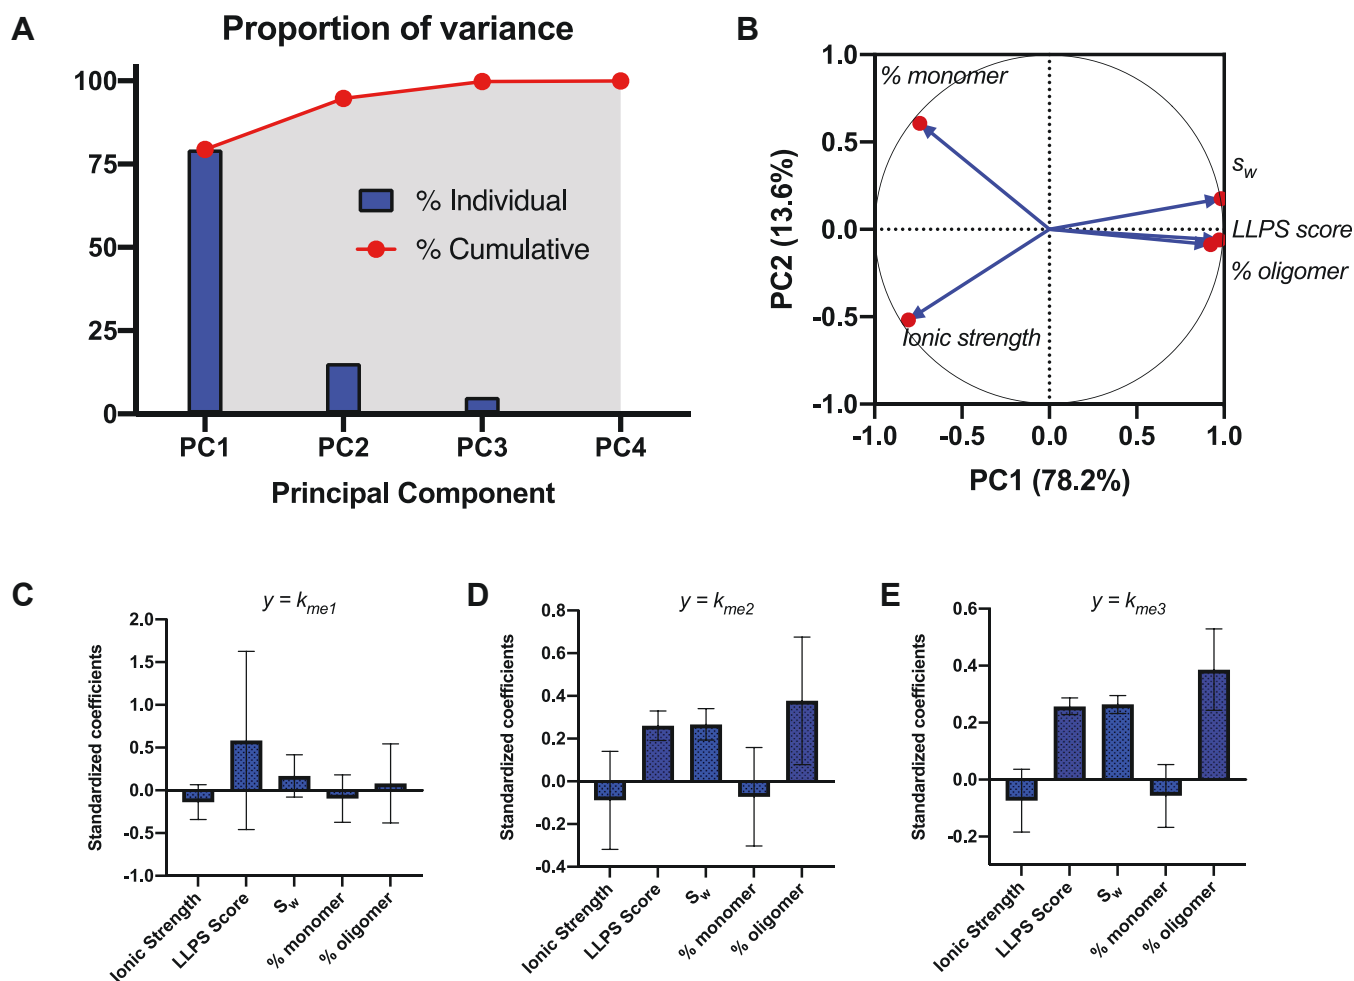 A
Proportion of variance
100
75
50
25
0
% Individual
% Cumulative
PC1
PC2
PC3
PC4
Principal Component
B
1.0
0.5
0.0
-0.5
-1.0
PC2 (13.6%)
% monomer
Sw
LLPS score
% oligomer
Ionic strength
-1.0
-0.5
0.0
0.5
1.0
PC1 (78.2%)
C
y = kme1
Standardized coefficients
2.0
1.5
1.0
0.5
0.0
-0.5
-1.0
Ionic Strength
LLPS Score
Sw
% monomer
% oligomer
D
y = kme2
Standardized coefficients
0.8
0.6
0.4
0.2
0.0
-0.2
-0.4
Ionic Strength
LLPS Score
Sw
% monomer
% oligomer
E
y = kme3
Standardized coefficients
0.6
0.4
0.2
0.0
-0.2
Ionic Strength
LLPS Score
Sw
% monomer
% oligomer